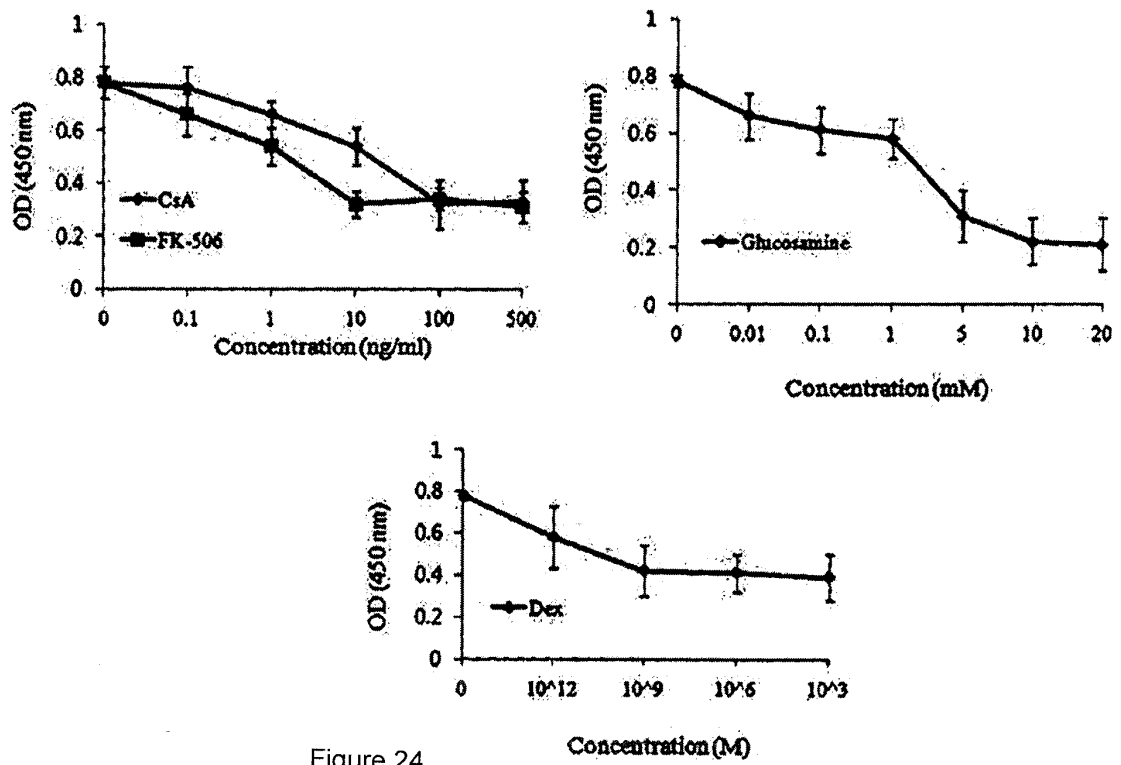 1
0.8
0.6
0.4
0.2
0
OD (450 nm)
CsA
FK-506
0 0.1 1 10 100 500
Concentration (ng/ml)
1
0.8
0.6
0.4
0.2
0
OD (450 nm)
Glucosamine
0 0.01 0.1 1 5 10 20
Concentration (mM)
1
0.8
0.6
0.4
0.2
0
OD (450 nm)
Dex
0 10^12 10^9 10^6 10^3
Concentration (M)
Figure 24